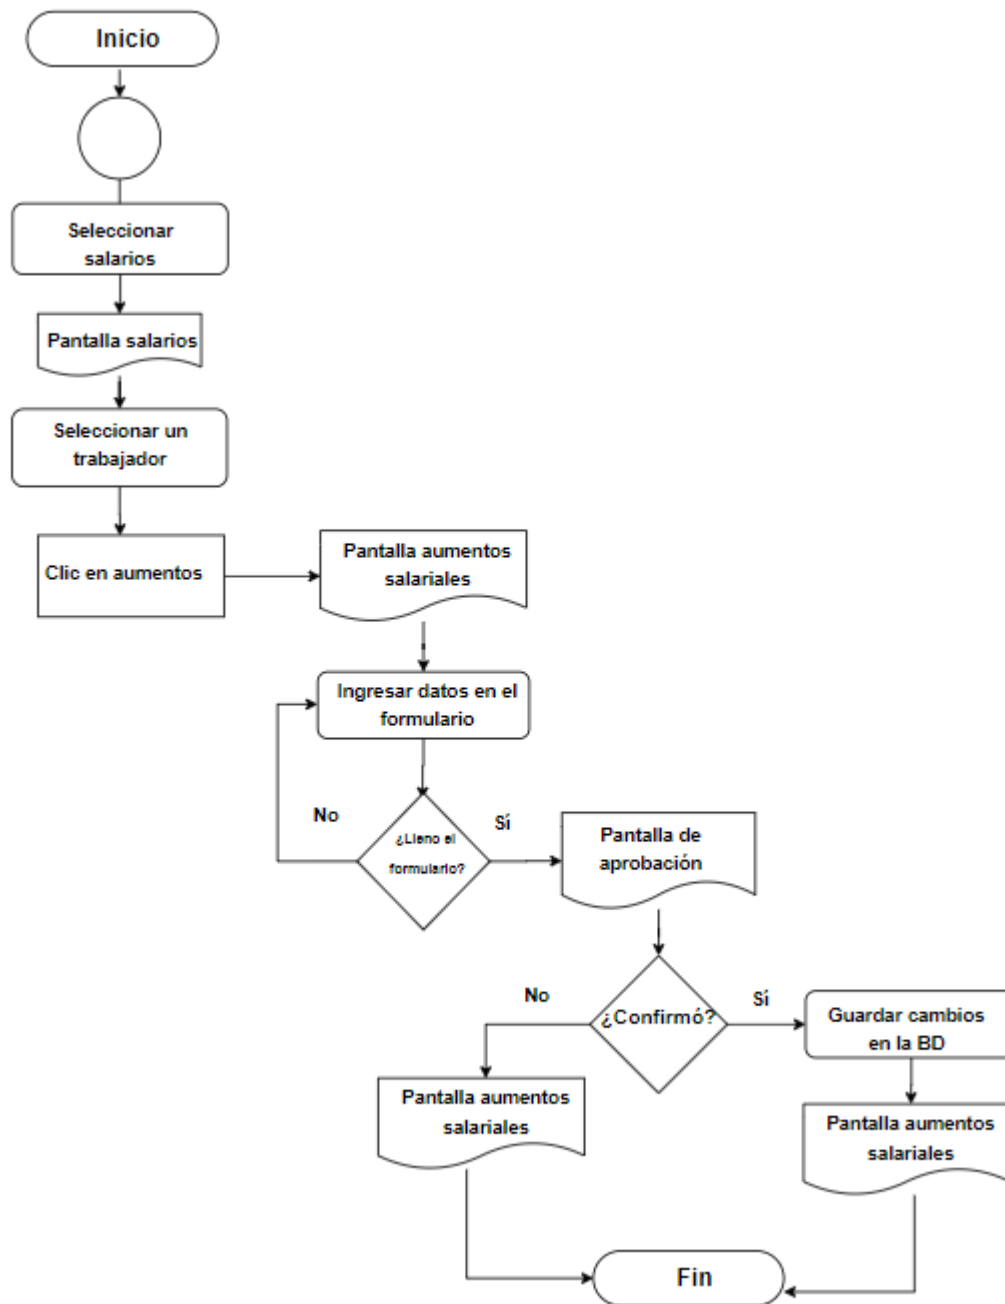 Inicio
Seleccionar
salarios
Pantalla salarios
Seleccionar un
trabajador
Clic en aumentos
Pantalla aumentos
salariales
Ingresar datos en el
formulario
No
¿Lleno el
formulario?
Sí
Pantalla de
aprobación
No
¿Confirmó?
Sí
Guardar cambios
en la BD
Pantalla aumentos
salariales
Pantalla aumentos
salariales
Fin